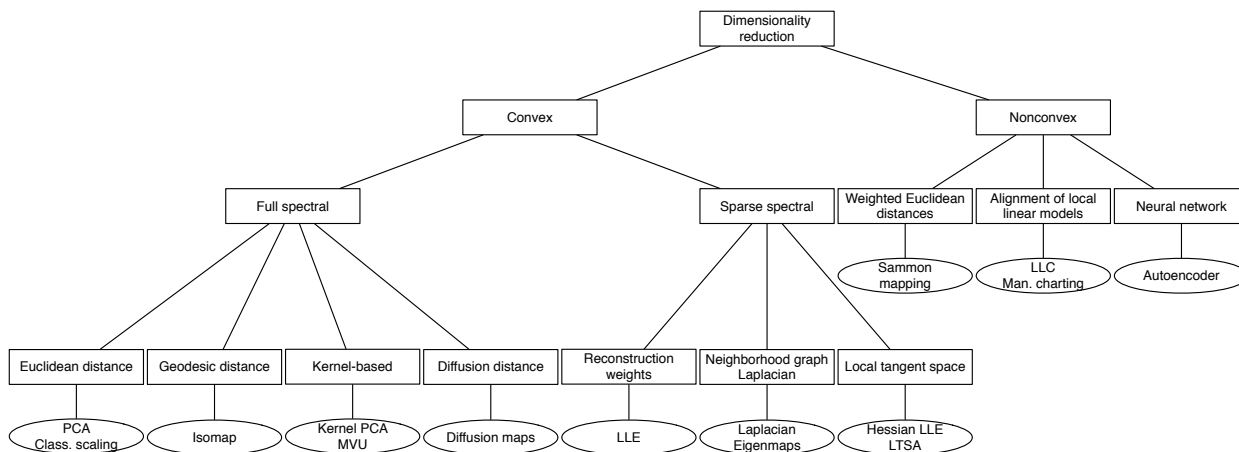 Dimensionality
reduction
Convex
Nonconvex
Full spectral
Sparse spectral
Weighted Euclidean
distances
Alignment of local
linear models
Neural network
Sammon
mapping
LLC
Man. charting
Autoencoder
Euclidean distance
Geodesic distance
Kernel-based
Diffusion distance
Reconstruction
weights
Neighborhood graph
Laplacian
Local tangent space
PCA
Class. scaling
Isomap
Kernel PCA
MVU
Diffusion maps
LLE
Laplacian
Eigenmaps
Hessian LLE
LTSA